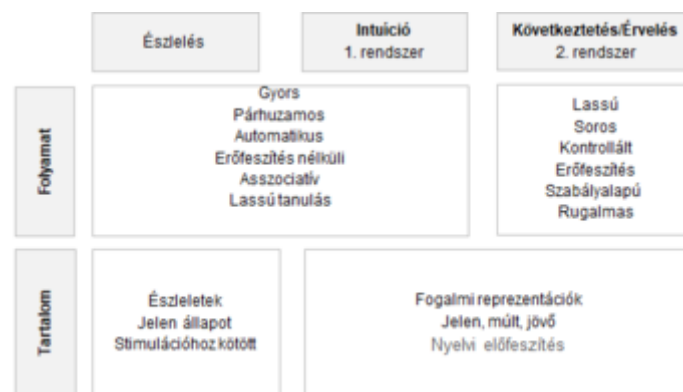 Észlelés
Intuíció
1. rendszer
Következtetés/Érvelés
2. rendszer
Folyamat
Gyors
Párhuzamos
Automatikus
Erőfeszítés nélküli
Asszociatív
Lassú tanulás
Lassú
Soros
Kontrollált
Erőfeszítés
Szabályalapú
Rugalmas
Tartalom
Észleletek
Jelen állapot
Stimulációhoz kötött
Fogalmi reprezentációk
Jelen, múlt, jövő
Nyelvi előfeszítés